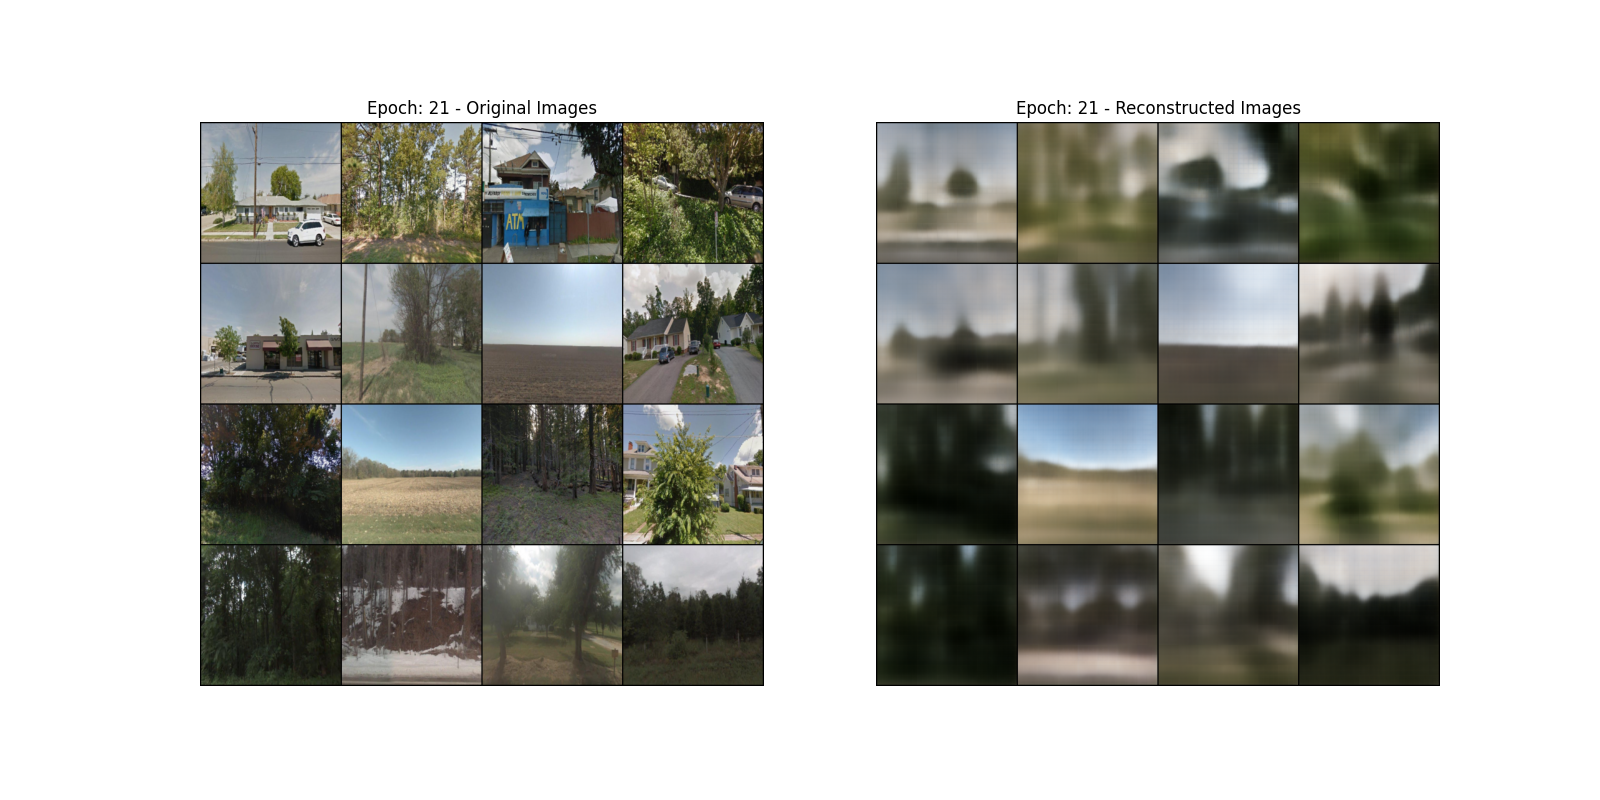 Epoch: 21 - Original Images
Epoch: 21 - Reconstructed Images
ATM